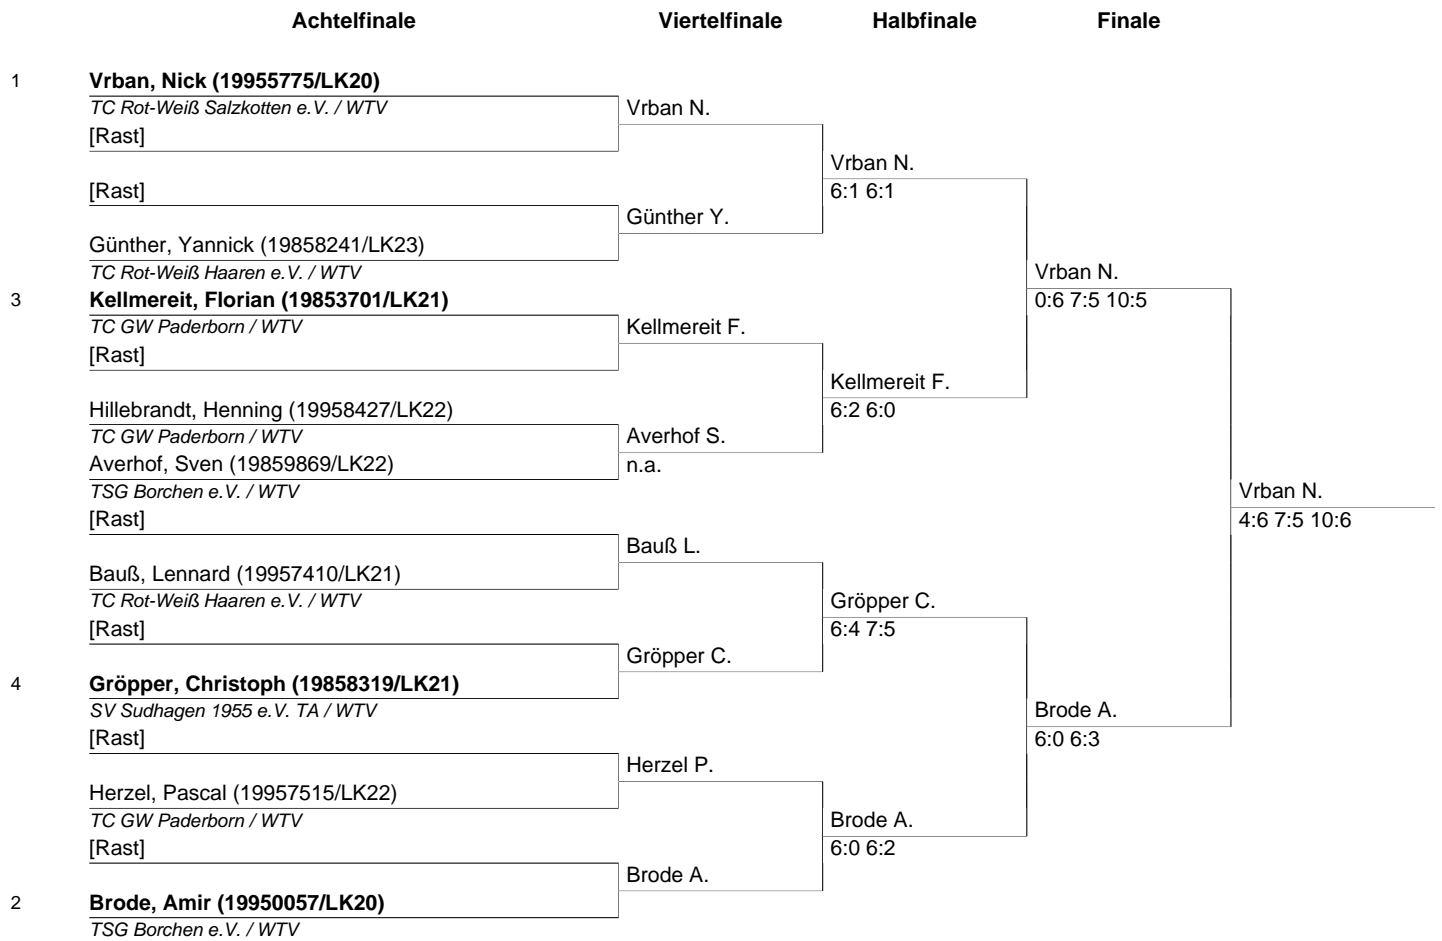 Achtelfinale Viertelfinale Halbfinale Finale
1 Vrban, Nick (19955775/LK20)
TC Rot-Weiß Salzkotten e.V. / WTV Vrban N.
[Rast]
Vrban N.
[Rast] 6:1 6:1
Günther Y.
Günther, Yannick (19858241/LK23)
TC Rot-Weiß Haaren e.V. / WTV Vrban N.
3 Kellmereit, Florian (19853701/LK21) 0:6 7:5 10:5
TC GW Paderborn / WTV Kellmereit F.
[Rast]
Kellmereit F.
Hillebrandt, Henning (19958427/LK22) 6:2 6:0
TC GW Paderborn / WTV Averhof S.
Averhof, Sven (19859869/LK22) n.a.
TSG Borchen e.V. / WTV Vrban N.
[Rast] 4:6 7:5 10:6
Bauß L.
Bauß, Lennard (19957410/LK21)
TC Rot-Weiß Haaren e.V. / WTV Gröpper C.
[Rast] 6:4 7:5
Gröpper C.
4 Gröpper, Christoph (19858319/LK21)
SV Sudhagen 1955 e.V. TA / WTV Brode A.
[Rast] 6:0 6:3
Herzel P.
Herzel, Pascal (19957515/LK22)
TC GW Paderborn / WTV Brode A.
[Rast] 6:0 6:2
Brode A.
2 Brode, Amir (19950057/LK20)
TSG Borchen e.V. / WTV